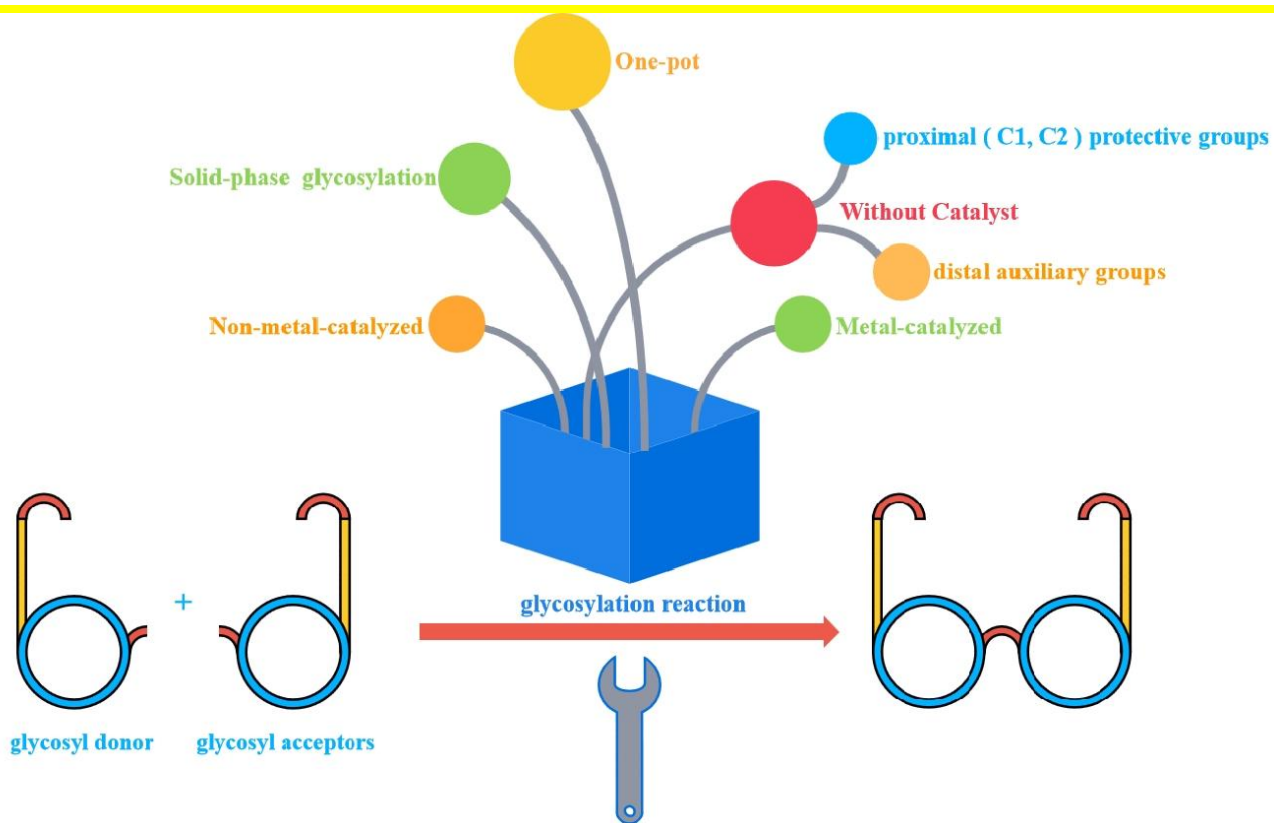 One-pot
proximal ( C1, C2 ) protective groups
Solid-phase glycosylation
Without Catalyst
distal auxiliary groups
Non-metal-catalyzed
Metal-catalyzed
glycosylation reaction
+
glycosyl donor
glycosyl acceptors